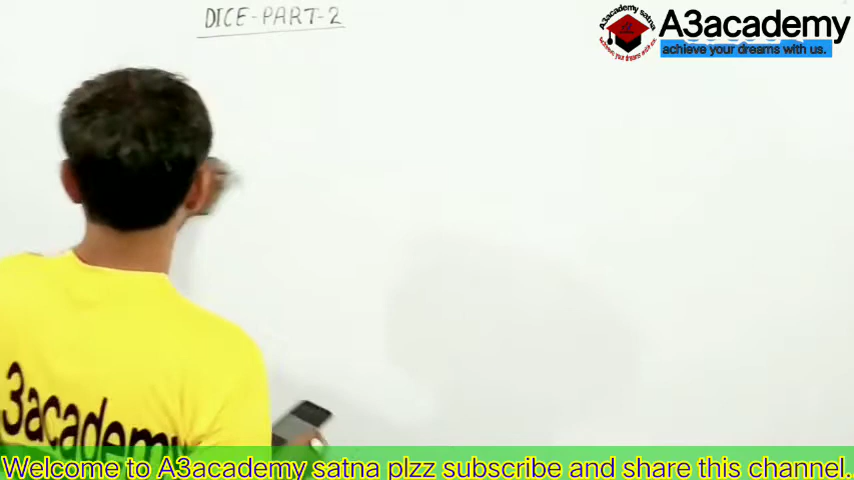 DICE-PART-2
A3academy satna
A3academy
achieve your dreams with us.
3academy
Welcome to A3academy satna plzz subscribe and share this channel.